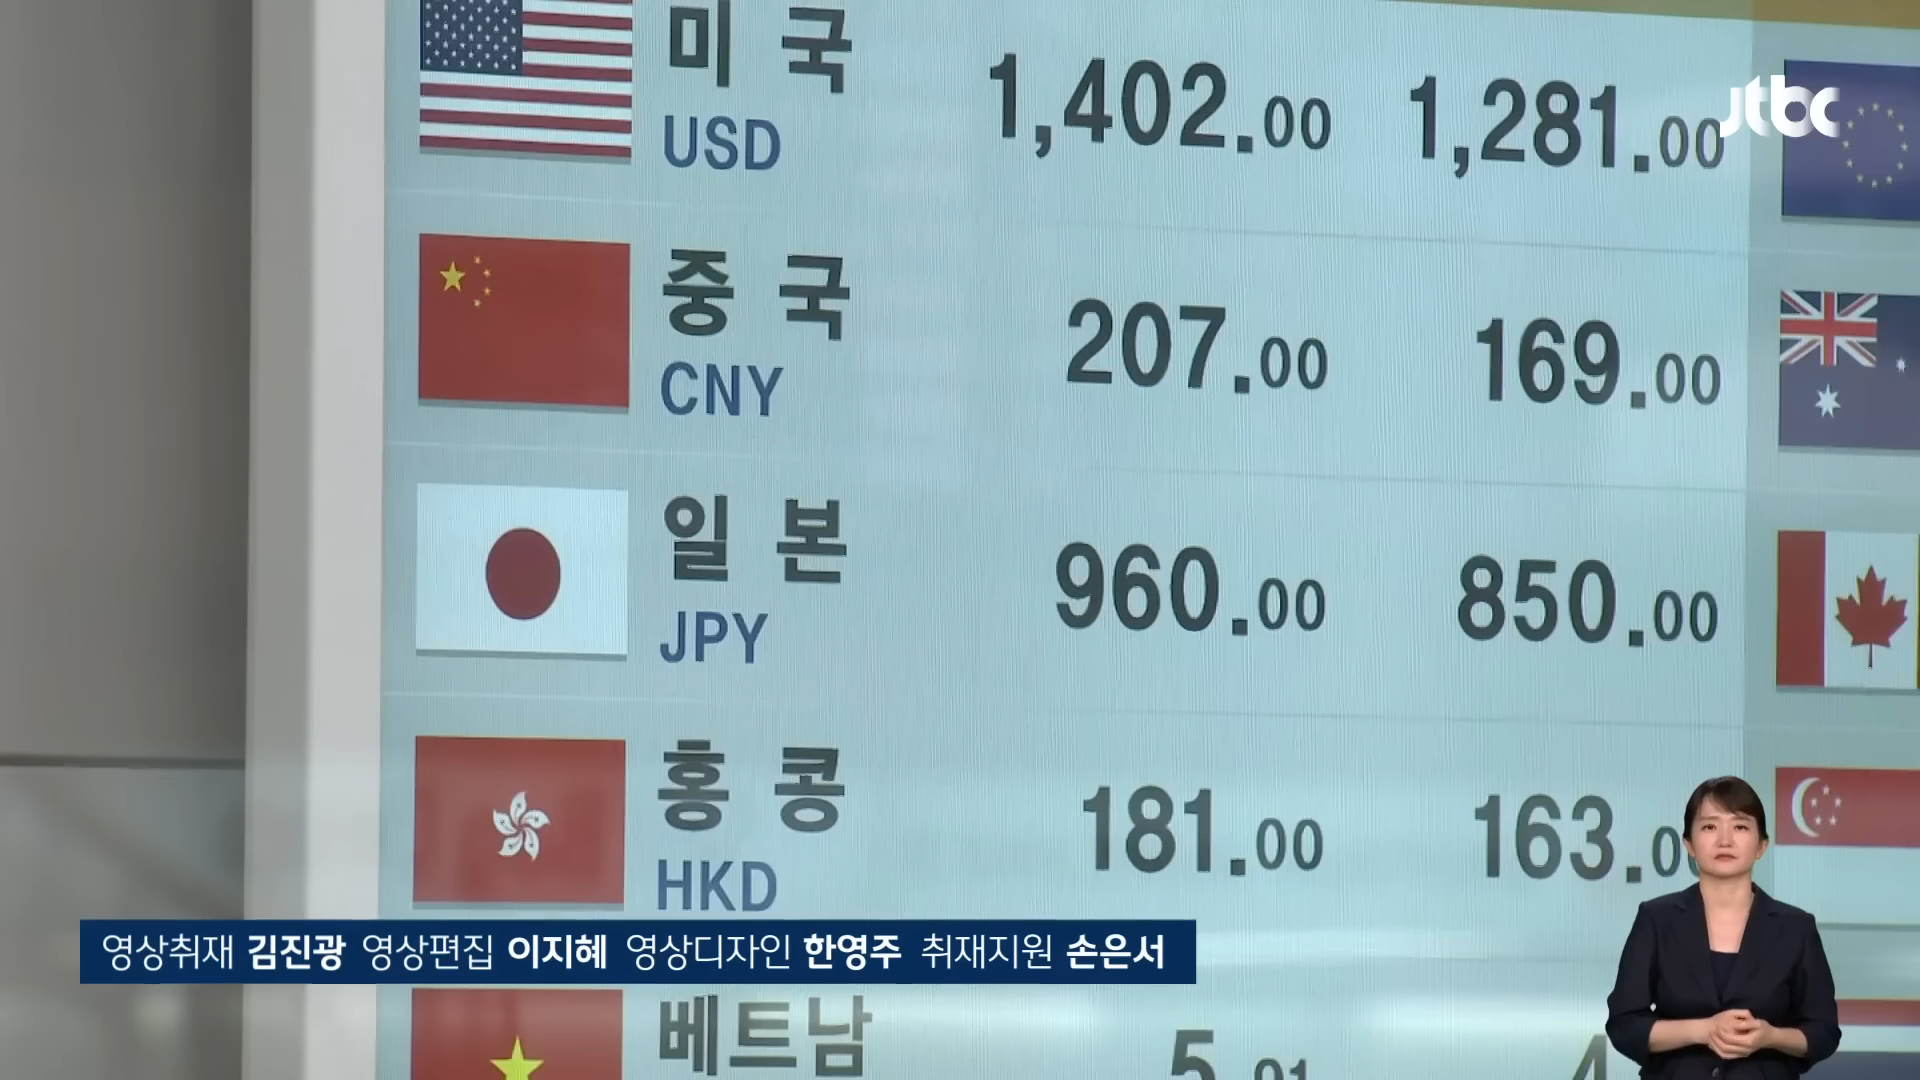 미국 1,402.00 1,281.00
USD
jtbc
중국 207.00 169.00
CNY
일본 960.00 850.00
JPY
홍콩 181.00 163.0
HKD
영상취재 김진광 영상편집 이지혜 영상디자인 한영주 취재지원 손은서
베트남